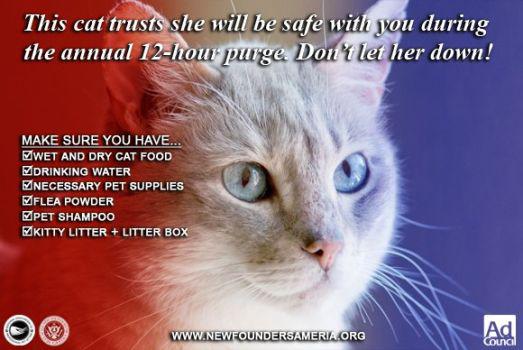 This cat trusts she will be safe with you during
the annual 12-hour purge. Don't let her down!
MAKE SURE YOU HAVE...
☑WET AND DRY CAT FOOD
☑DRINKING WATER
☑NECESSARY PET SUPPLIES
☑FLEA POWDER
☑PET SHAMPOO
☑KITTY LITTER + LITTER BOX
WWW.NEWFOUNDERSAMERIA.ORG
Ad
Council